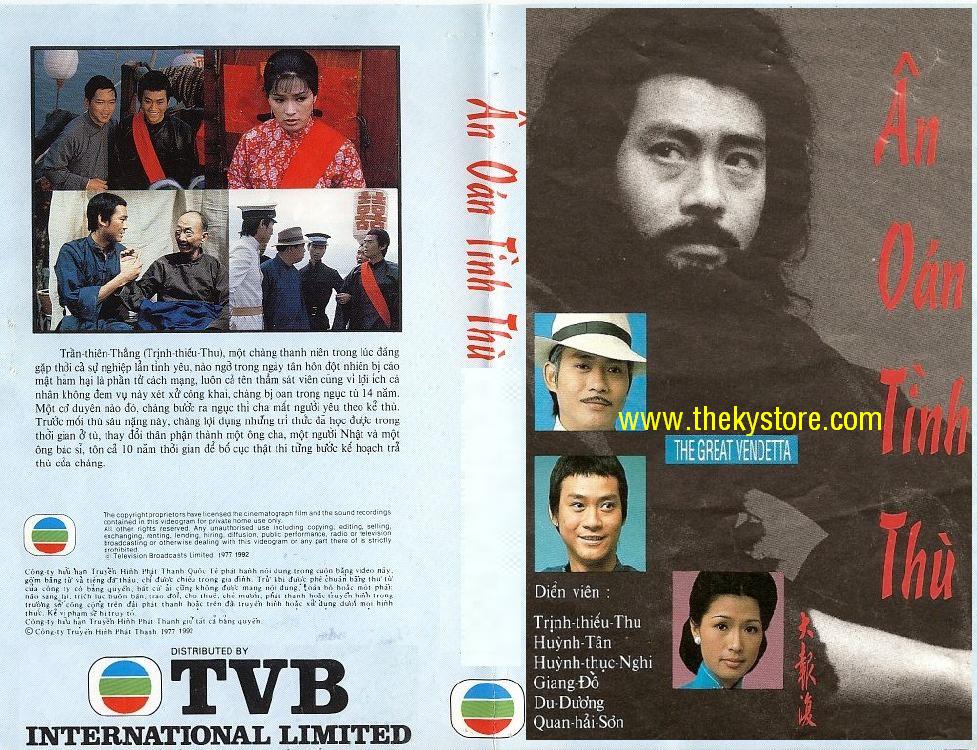 Trần-thiên-Thằng (Trịnh-thiếu-Thu), một chàng thanh niên trong lúc đắng
gặp thời cả sự nghiệp lẫn tình yêu, nào ngờ trong ngày tân hôn đột nhiên bị cáo
mật ham hại là phần tử cách mạng, luôn cả tên thẩm sát viên cũng vì lợi ích cá
nhân không đem vụ này xét xử công khai, chàng bị oan trong ngục tù 14 năm.
Một cơ duyên nào đó, chàng bước ra ngục thì cha mất người yêu theo kẻ thù.
Trước mối thù sâu nặng này, chàng lợi dụng những tri thức đã học được trong
thời gian ở tù, thay đổi thân phận thành một ông cha, một người Nhật và một
ông bác sĩ, tốn cả 10 năm thời gian để bố cục thật thi từng bước kế hoạch trả
thù của chàng.
The copyright proprietors have licensed the cinematograph film and the sound recordings
contained in this videogram for private home use only.
All other rights reserved. Any unauthorised use including copying, editing, selling,
exchanging, renting, lending, hiring, diffusion, public performance, radio or television
broadcasting or otherwise dealing with this videogram or any part there of is strictly
prohibited.
© Television Broadcasts Limited 1977 1992
Công-ty hữu hạn Truyền Hình Phát Thanh Quốc Tế phát hành nội dung trong cuôn băng video này,
gồm băng từ và tiếng đã thâu, chỉ được chiếu trong gia đình. Trừ khi được phê chuẩn bằng thư từ
của công ty có bằng quyền, bất cứ ai cũng không được mang nội dung, toàn bộ hoặc một phần
nào sang lại, trích lục buôn bán, trao đổi, cho thuê, chế mướn, phát thanh hoặc truyền hình trong
trường sở công cộng trên đài phát thanh hoặc trên đài truyền hình hoặc xử dụng dưới mọi hình
thức. Kẻ vi phạm sẽ bị truy tố.
Công-ty hữu hạn Truyền Hình Phát Thanh giữ tất cả bằng quyền.
© Công-ty Truyền Hình Phát Thanh 1977 1992
DISTRIBUTED BY
TVB
INTERNATIONAL LIMITED
Ân Oán Tình Thù
Ân
Oán
Tình
Thù
www.thekystore.com
THE GREAT VENDETTA
Diễn viên :
Trịnh-thiếu-Thu
Huỳnh-Tân
Huỳnh-thục-Nghi
Giang-Đồ
Du-Dương
Quan-hải-Sơn
大報復
囍